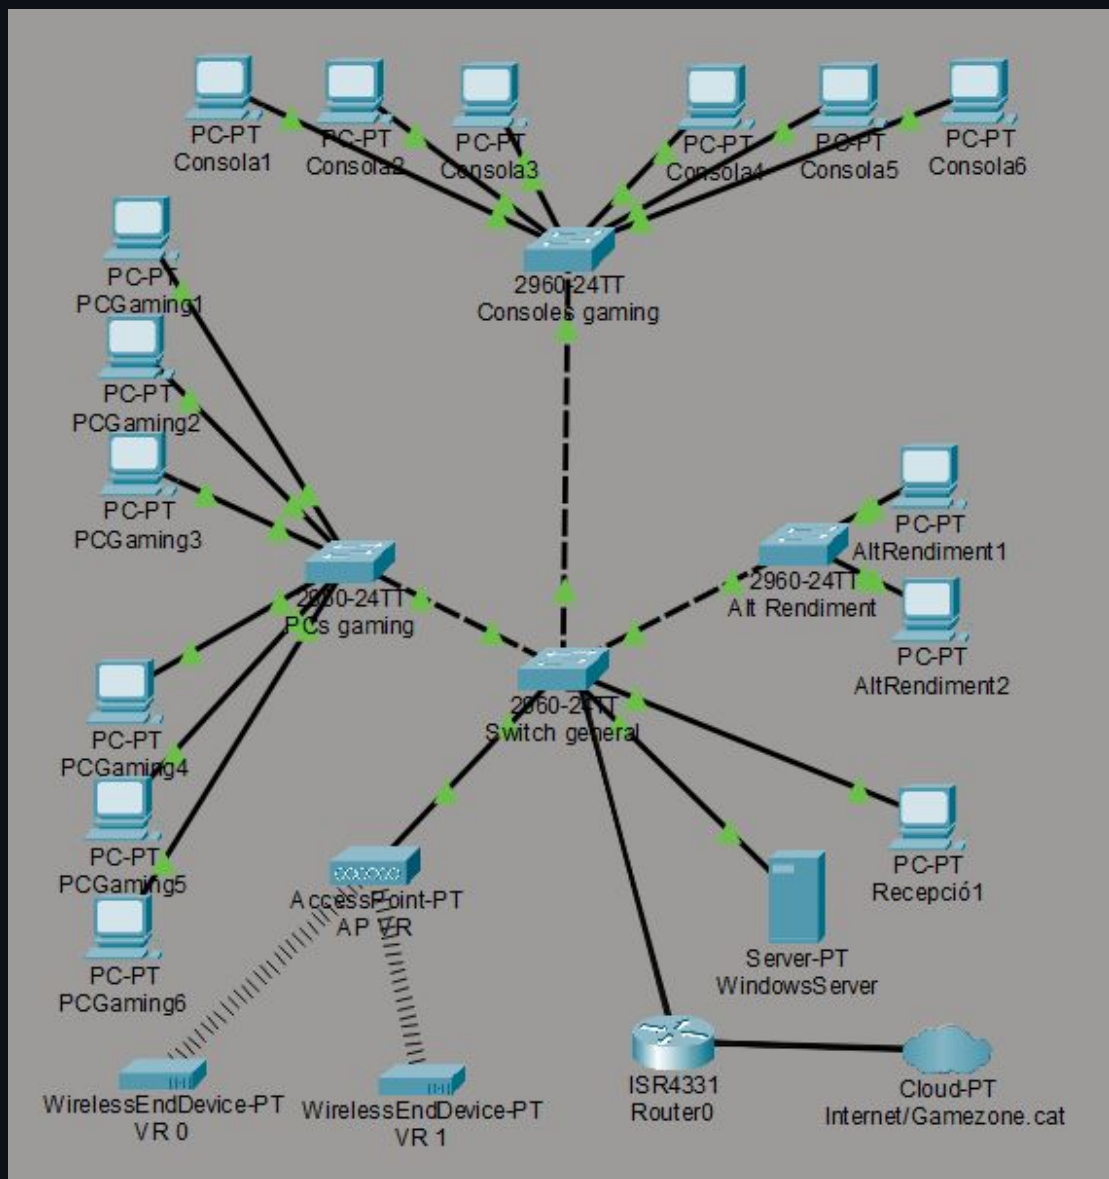 PC-PT
Consola1
PC-PT
Consola2
PC-PT
Consola3
PC-PT
Consola4
PC-PT
Consola5
PC-PT
Consola6
2960-24TT
Consoles gaming
PC-PT
PCGaming1
PC-PT
PCGaming2
PC-PT
PCGaming3
2960-24TT
PCs gaming
PC-PT
AltRendiment1
2960-24TT
Alt Rendiment
PC-PT
AltRendiment2
2960-24TT
Switch general
PC-PT
PCGaming4
PC-PT
PCGaming5
PC-PT
PCGaming6
AccessPoint-PT
AP VR
PC-PT
Recepció1
Server-PT
WindowsServer
WirelessEndDevice-PT
VR 0
WirelessEndDevice-PT
VR 1
ISR4331
Router0
Cloud-PT
Internet/Gamezone.cat